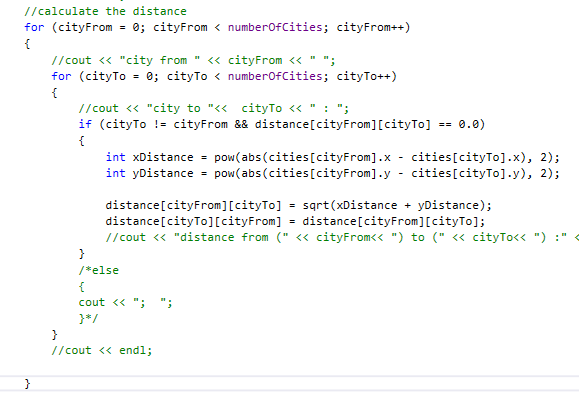 //calculate the distance
for (cityFrom = 0; cityFrom < numberOfCities; cityFrom++)
{
//cout << "city from " << cityFrom << " ";
for (cityTo = 0; cityTo < numberOfCities; cityTo++)
{
//cout << "city to "<<  cityTo << " : ";
if (cityTo != cityFrom && distance[cityFrom][cityTo] == 0.0)
{
int xDistance = pow(abs(cities[cityFrom].x - cities[cityTo].x), 2);
int yDistance = pow(abs(cities[cityFrom].y - cities[cityTo].y), 2);
distance[cityFrom][cityTo] = sqrt(xDistance + yDistance);
distance[cityTo][cityFrom] = distance[cityFrom][cityTo];
//cout << "distance from (" << cityFrom<< ") to (" << cityTo<< ") :" <
}
/*else
{
cout << ";  ";
}*/
}
//cout << endl;
}